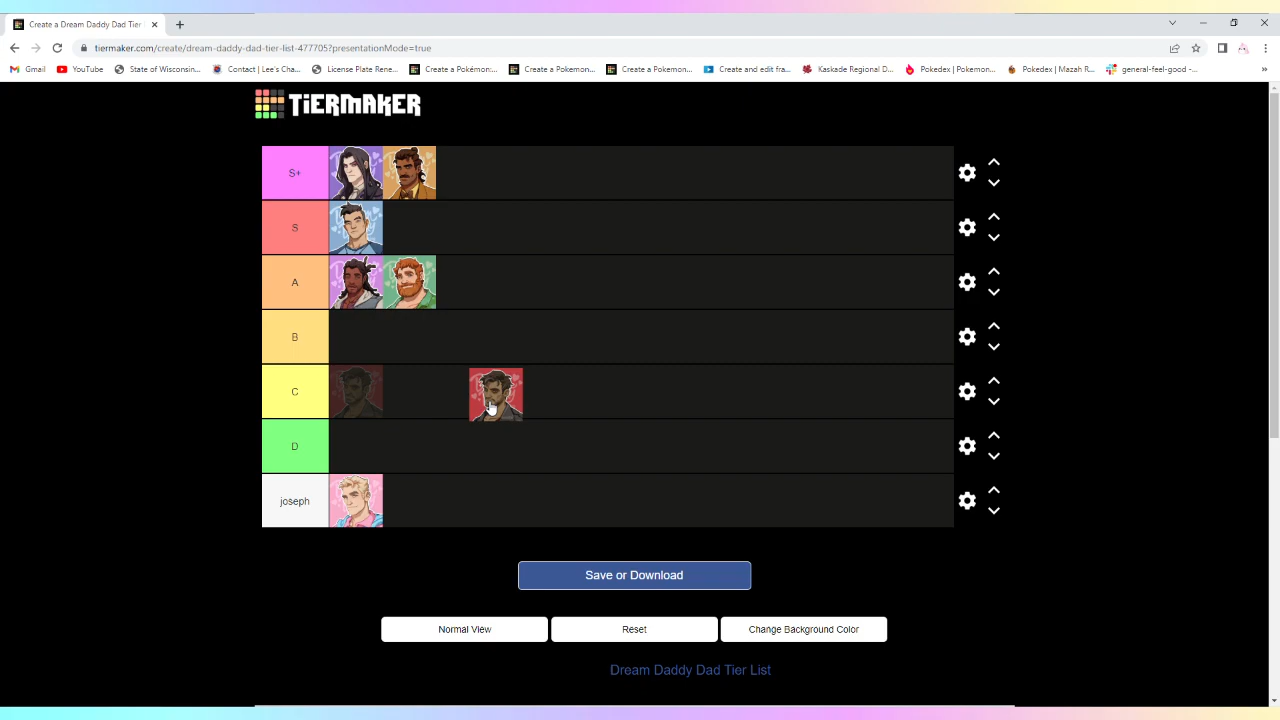 Create a Dream Daddy Dad Tier
tiermaker.com/create/dream-daddy-dad-tier-list-477705?presentationMode=true
Gmail YouTube State of Wisconsin... Contact | Lee's Cha... License Plate Rene... Create a Pokémon:... Create a Pokemon... Create a Pokemon... Create and edit fra... Kaskade Regional D... Pokedex | Pokemon... Pokedex | Mazah R... general-feel-good -...
TiERMAKER
S+
S
A
B
C
D
joseph
Save or Download
Normal View Reset Change Background Color
Dream Daddy Dad Tier List